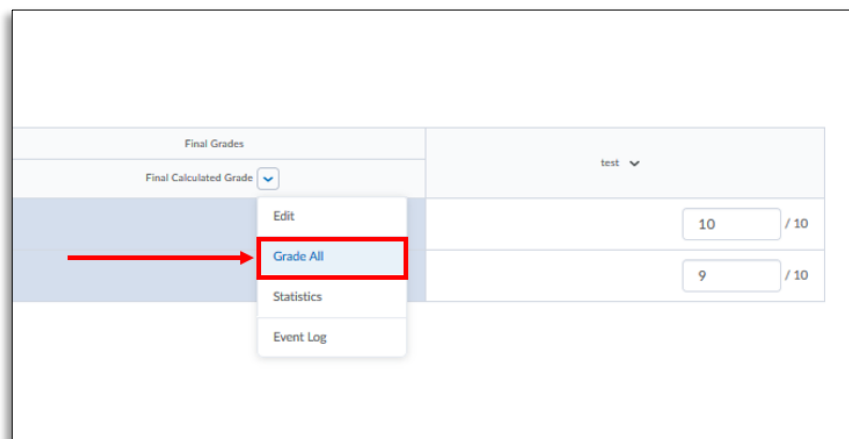 Final Grades
test
Final Calculated Grade
Edit
10 / 10
Grade All
9 / 10
Statistics
Event Log